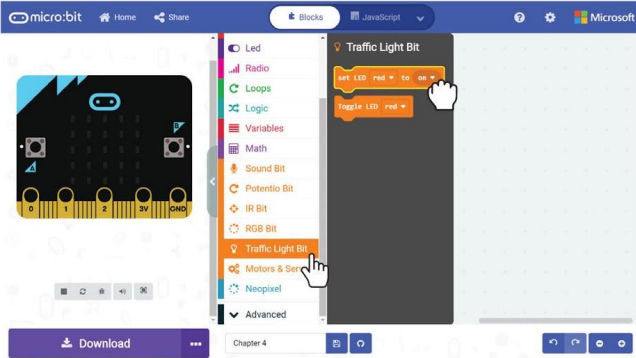 micro:bit Home Share Blocks JavaScript Microsoft
Led
Radio
Loops
Logic
Variables
Math
Sound Bit
Potentio Bit
IR Bit
RGB Bit
Traffic Light Bit
Motors &
Neopixel
Advanced
Traffic Light Bit
set LED red to on
Toggle LED red
A
B
0 1 2 3V GND
Download
Chapter 4